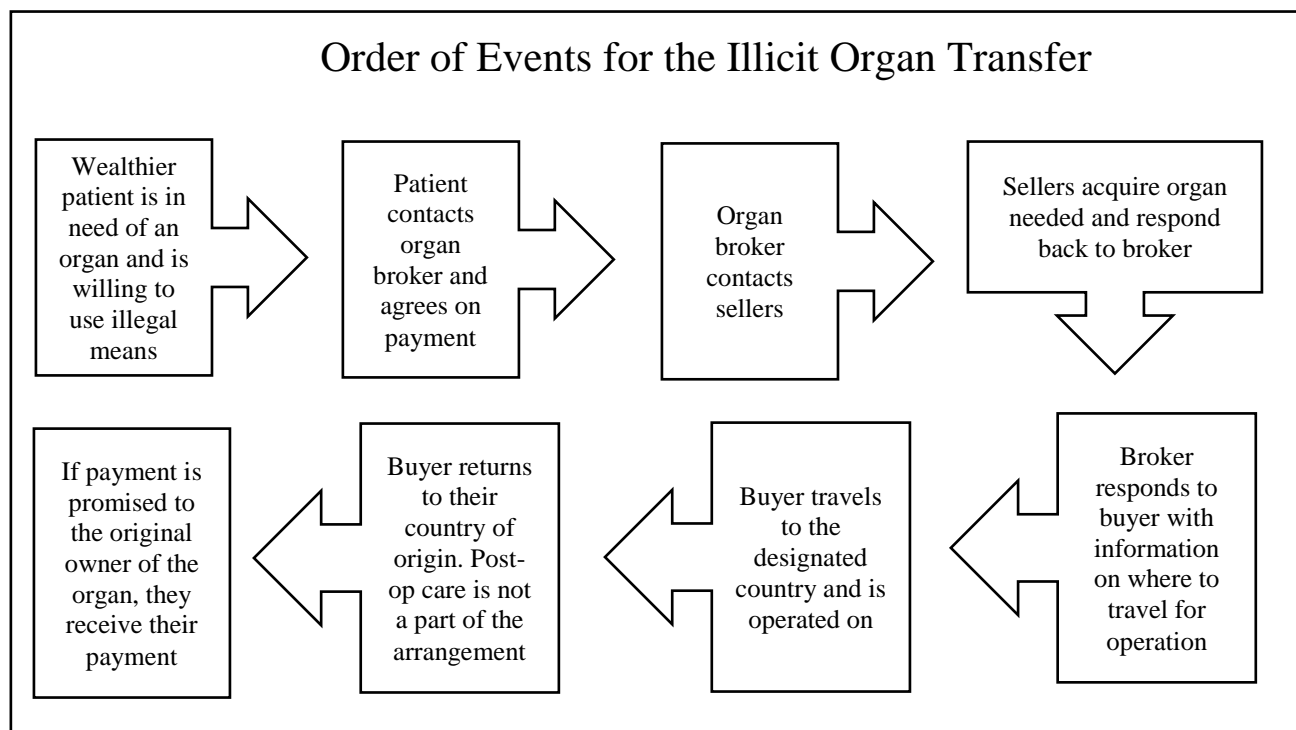 Order of Events for the Illicit Organ Transfer
Wealthier
patient is in
need of an
organ and is
willing to
use illegal
means
Patient
contacts
organ
broker and
agrees on
payment
Organ
broker
contacts
sellers
Sellers acquire organ
needed and respond
back to broker
Broker
responds to
buyer with
information
on where to
travel for
operation
Buyer travels
to the
designated
country and is
operated on
Buyer returns
to their
country of
origin. Post-
op care is not
a part of the
arrangement
If payment is
promised to
the original
owner of the
organ, they
receive their
payment